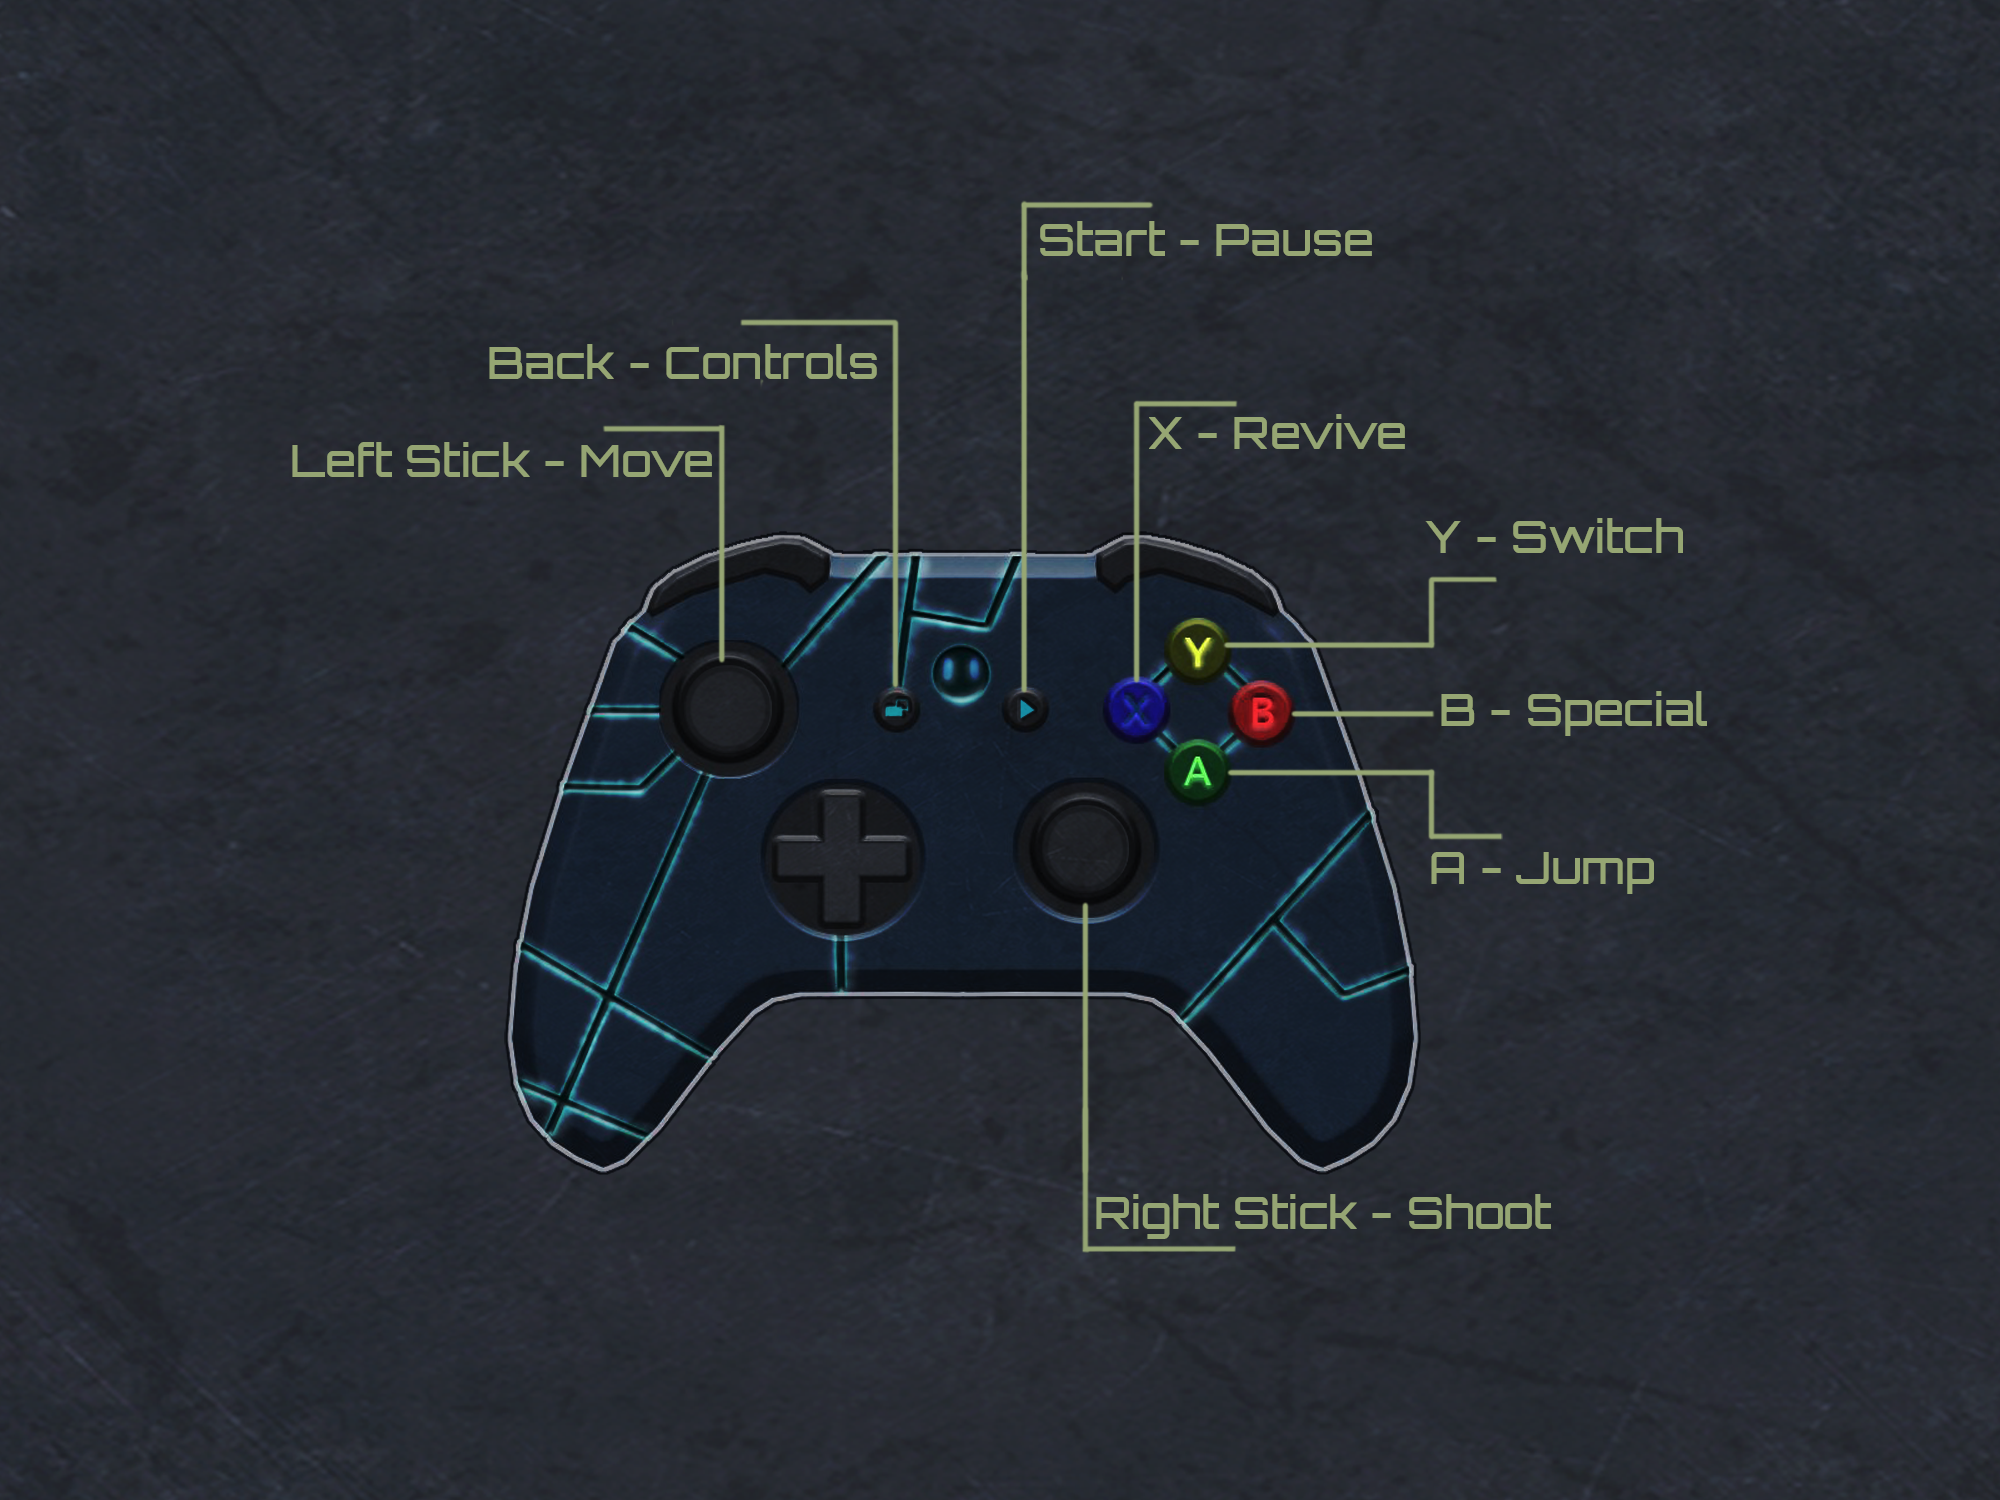 Start - Pause
Back - Controls
X - Revive
Left Stick - Move
Y - Switch
Y
X
B
B - Special
A
A - Jump
Right Stick - Shoot